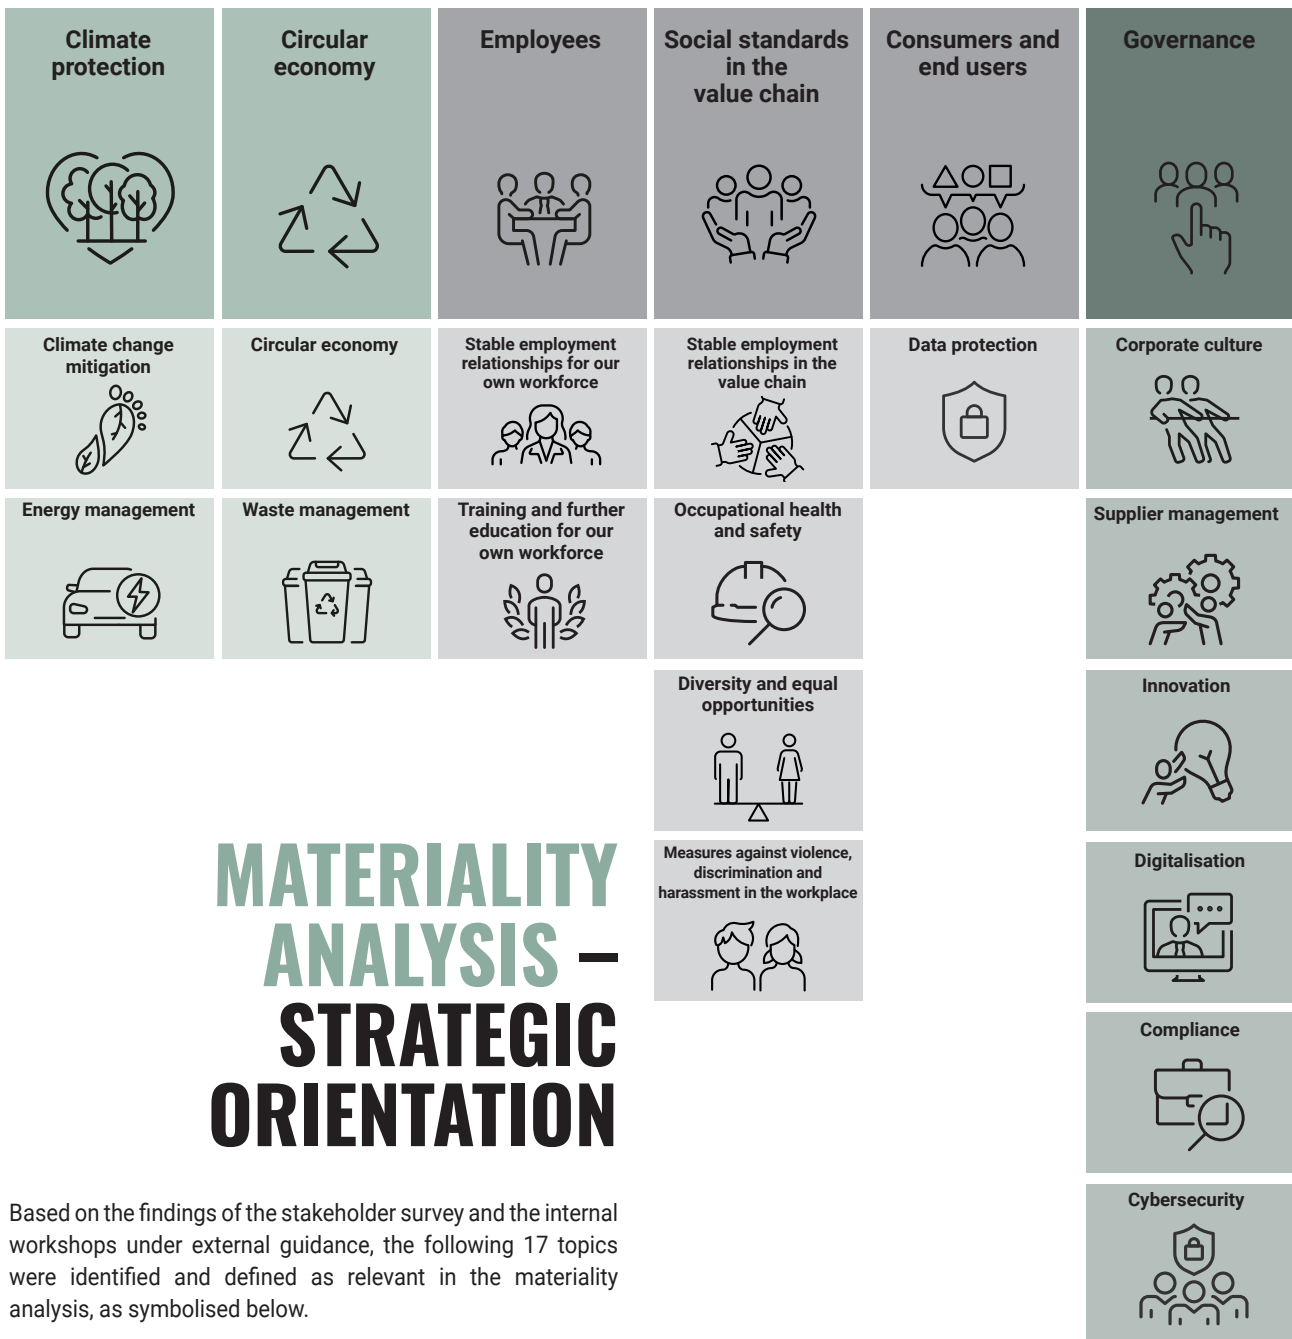 Climate
protection
Circular
economy
Employees
Social standards
in the
value chain
Consumers and
end users
Governance
Climate change
mitigation
Circular economy
Stable employment
relationships for our
own workforce
Stable employment
relationships in the
value chain
Data protection
Corporate culture
Energy management
Waste management
Training and further
education for our
own workforce
Occupational health
and safety
Supplier management
Diversity and equal
opportunities
Innovation
Measures against violence,
discrimination and
harassment in the workplace
Digitalisation
Compliance
Cybersecurity
MATERIALITY
ANALYSIS –
STRATEGIC
ORIENTATION
Based on the findings of the stakeholder survey and the internal
workshops under external guidance, the following 17 topics
were identified and defined as relevant in the materiality
analysis, as symbolised below.